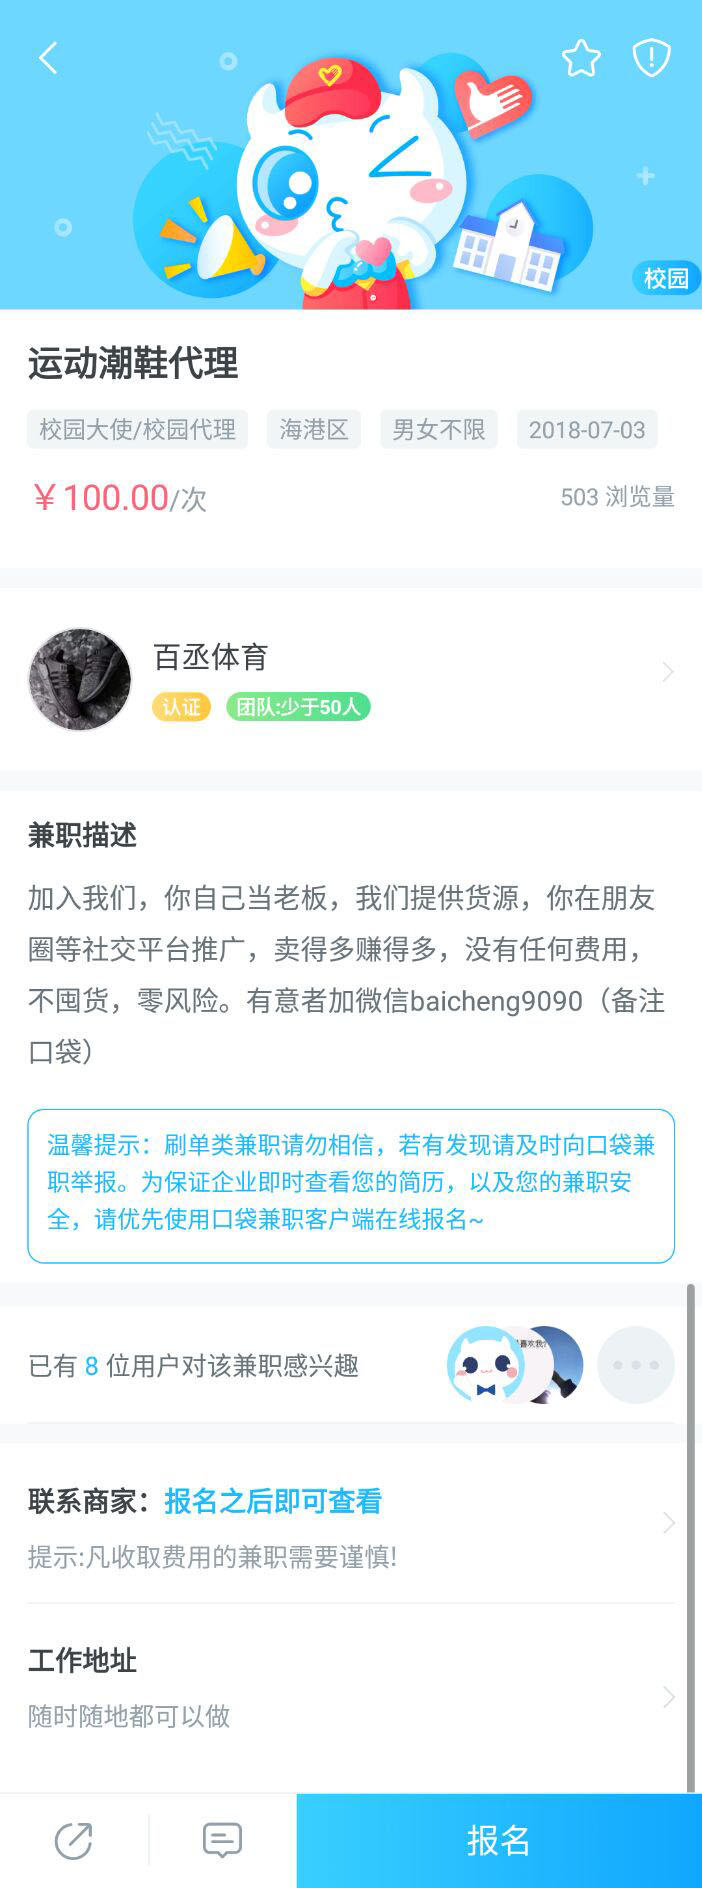 校园
运动潮鞋代理
校园大使/校园代理 海港区 男女不限 2018-07-03
￥100.00/次 503 浏览量
百丞体育
认证 团队:少于50人
兼职描述
加入我们，你自己当老板，我们提供货源，你在朋友
圈等社交平台推广，卖得多赚得多，没有任何费用，
不囤货，零风险。有意者加微信baicheng9090（备注
口袋）
温馨提示：刷单类兼职请勿相信，若有发现请及时向口袋兼
职举报。为保证企业即时查看您的简历，以及您的兼职安
全，请优先使用口袋兼职客户端在线报名~
已有 8 位用户对该兼职感兴趣
喜欢我
联系商家：报名之后即可查看
提示:凡收取费用的兼职需要谨慎!
工作地址
随时随地都可以做
报名